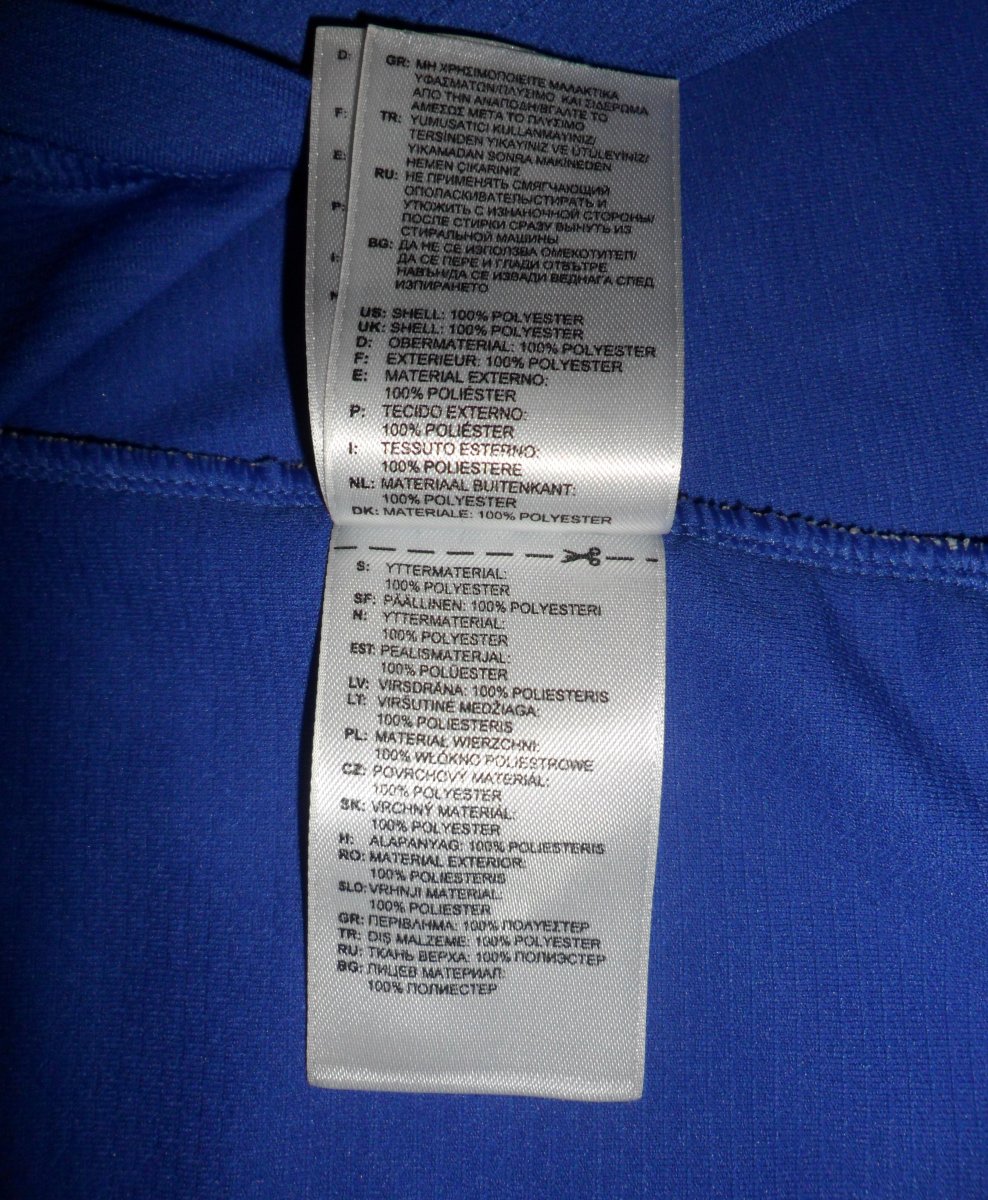 D:
F:
E:
P:
I:
GR: ΜΗ ΧΡΗΣΙΜΟΠΟΙΕΙΤΕ ΜΑΛΑΚΤΙΚΑ
ΥΦΑΣΜΑΤΩΝ/ΠΛΥΣΙΜΟ ΚΑΙ ΣΙΔΕΡΩΜΑ
ΑΠΟ ΤΗΝ ΑΝΑΠΟΔΗ/ΒΓΑΛΤΕ ΤΟ
ΑΜΕΣΩΣ ΜΕΤΑ ΤΟ ΠΛΥΣΙΜΟ
TR: YUMUSATICI KULLANMAYINIZ/
TERSINDEN YIKAYINIZ VE ÜTÜLEYINIZ/
YIKAMADAN SONRA MAKINEDEN
HEMEN ÇIKARINIZ
RU: НЕ ПРИМЕНЯТЬ СМЯГЧАЮЩИЙ
ОПОЛАСКИВАТЕЛЬ/СТИРАТЬ И
УТЮЖИТЬ С ИЗНАНОЧНОЙ СТОРОНЫ/
ПОСЛЕ СТИРКИ СРАЗУ ВЫНУТЬ ИЗ
СТИРАЛЬНОЙ МАШИНЫ
BG: ДА НЕ СЕ ИЗПОЛЗВА ОМЕКОТИТЕЛ/
ДА СЕ ПЕРЕ И ГЛАДИ ОТВЪТРЕ
НАВЪН/ДА СЕ ИЗВАДИ ВЕДНАГА СЛЕД
ИЗПИРАНЕТО
US: SHELL: 100% POLYESTER
UK: SHELL: 100% POLYESTER
D: OBERMATERIAL: 100% POLYESTER
F: EXTERIEUR: 100% POLYESTER
E: MATERIAL EXTERNO:
100% POLIÉSTER
P: TECIDO EXTERNO:
100% POLIÉSTER
I: TESSUTO ESTERNO:
100% POLIESTERE
NL: MATERIAAL BUITENKANT:
100% POLYESTER
DK: MATERIALE: 100% POLYESTER
S: YTTERMATERIAL:
100% POLYESTER
SF: PÄÄLLINEN: 100% POLYESTERI
N: YTTERMATERIAL:
100% POLYESTER
EST: PEALISMATERJAL:
100% POLÜESTER
LV: VIRSDRĀNA: 100% POLIESTERIS
LT: VIRŠUTINĖ MEDŽIAGA:
100% POLIESTERIS
PL: MATERIAŁ WIERZCHNI:
100% WŁÓKNO POLIESTROWE
CZ: POVRCHOVÝ MATERIÁL:
100% POLYESTER
SK: VRCHNÝ MATERIÁL:
100% POLYESTER
H: ALAPANYAG: 100% POLIESTERIS
RO: MATERIAL EXTERIOR:
100% POLIESTERIS
SLO: VRHNJI MATERIAL:
100% POLIESTER
GR: ΠΕΡΙΒΛΗΜΑ: 100% ΠΟΛΥΕΣΤΕΡ
TR: DIS MALZEME: 100% POLYESTER
RU: ТКАНЬ ВЕРХА: 100% ПОЛИЭСТЕР
BG: ЛИЦЕВ МАТЕРИАЛ:
100% ПОЛИЕСТЕР